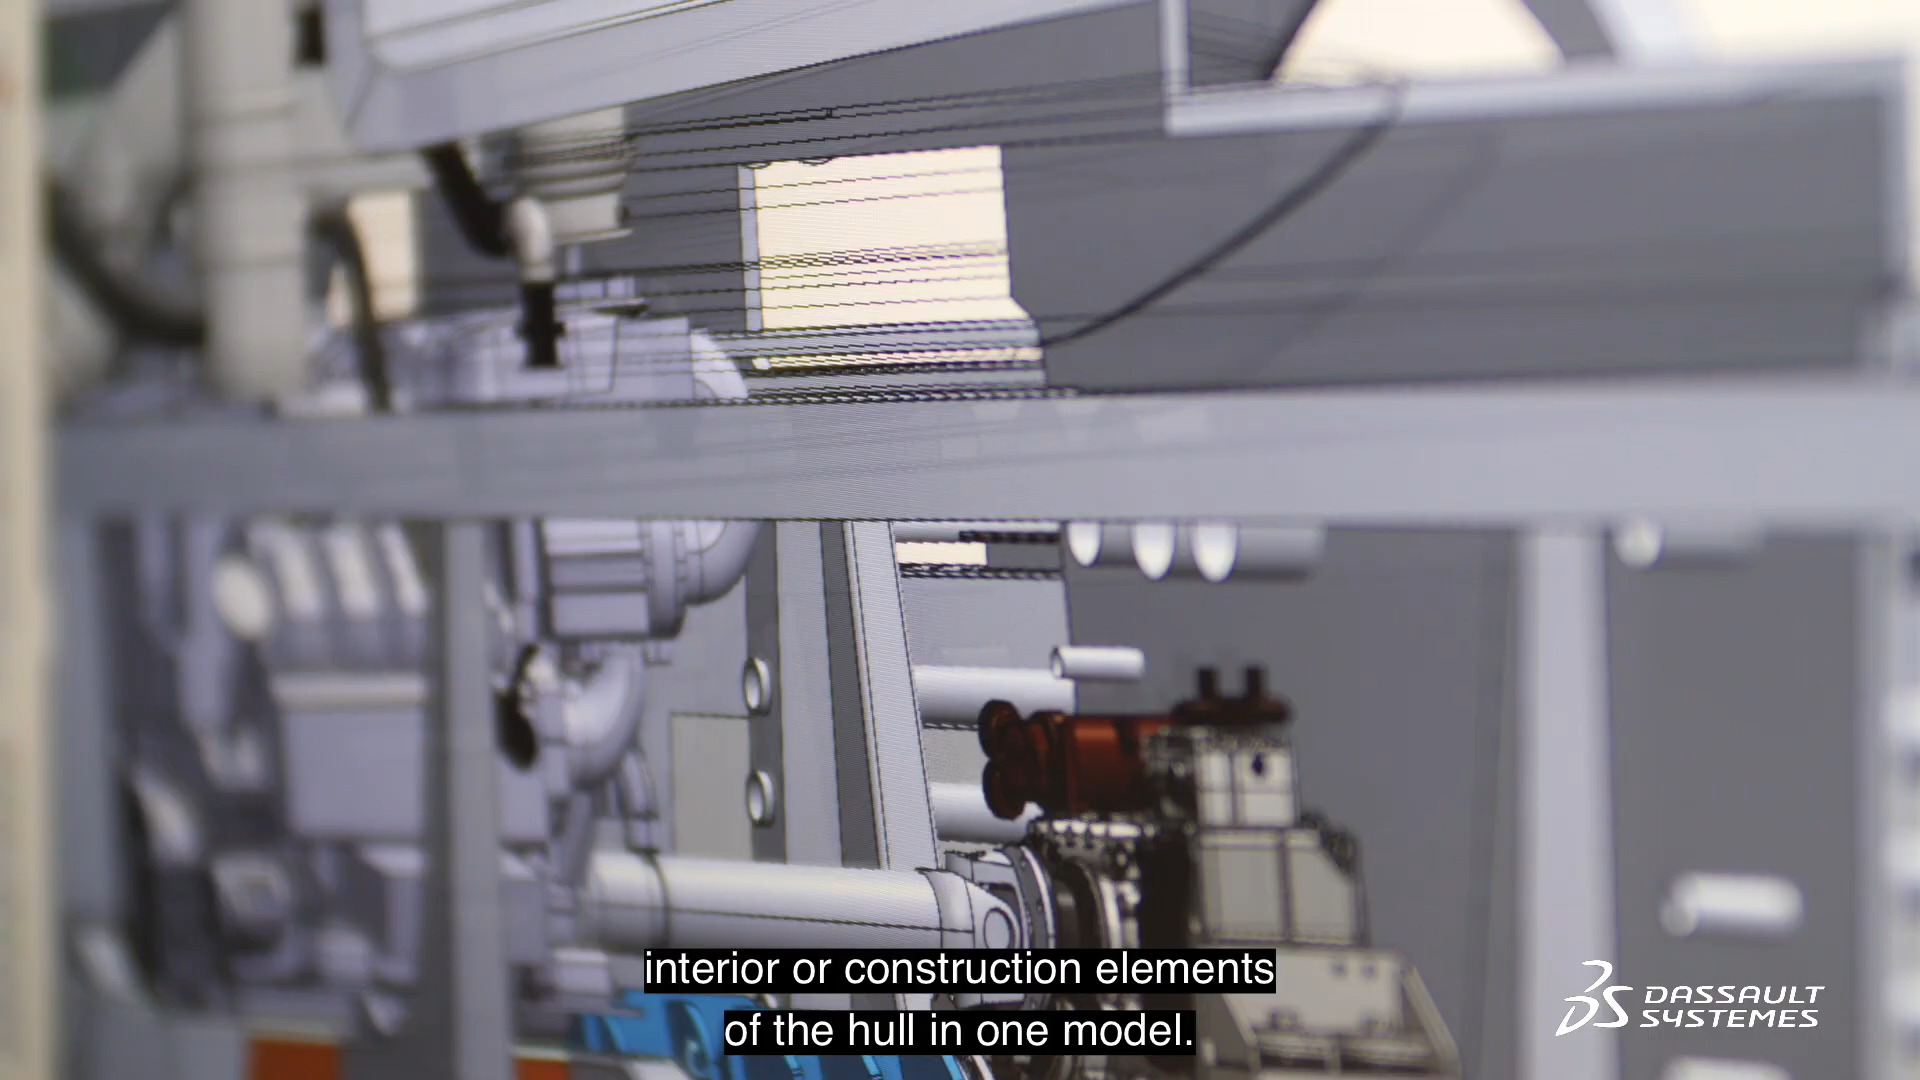 interior or construction elements
of the hull in one model.
DASSAULT
SYSTEMES